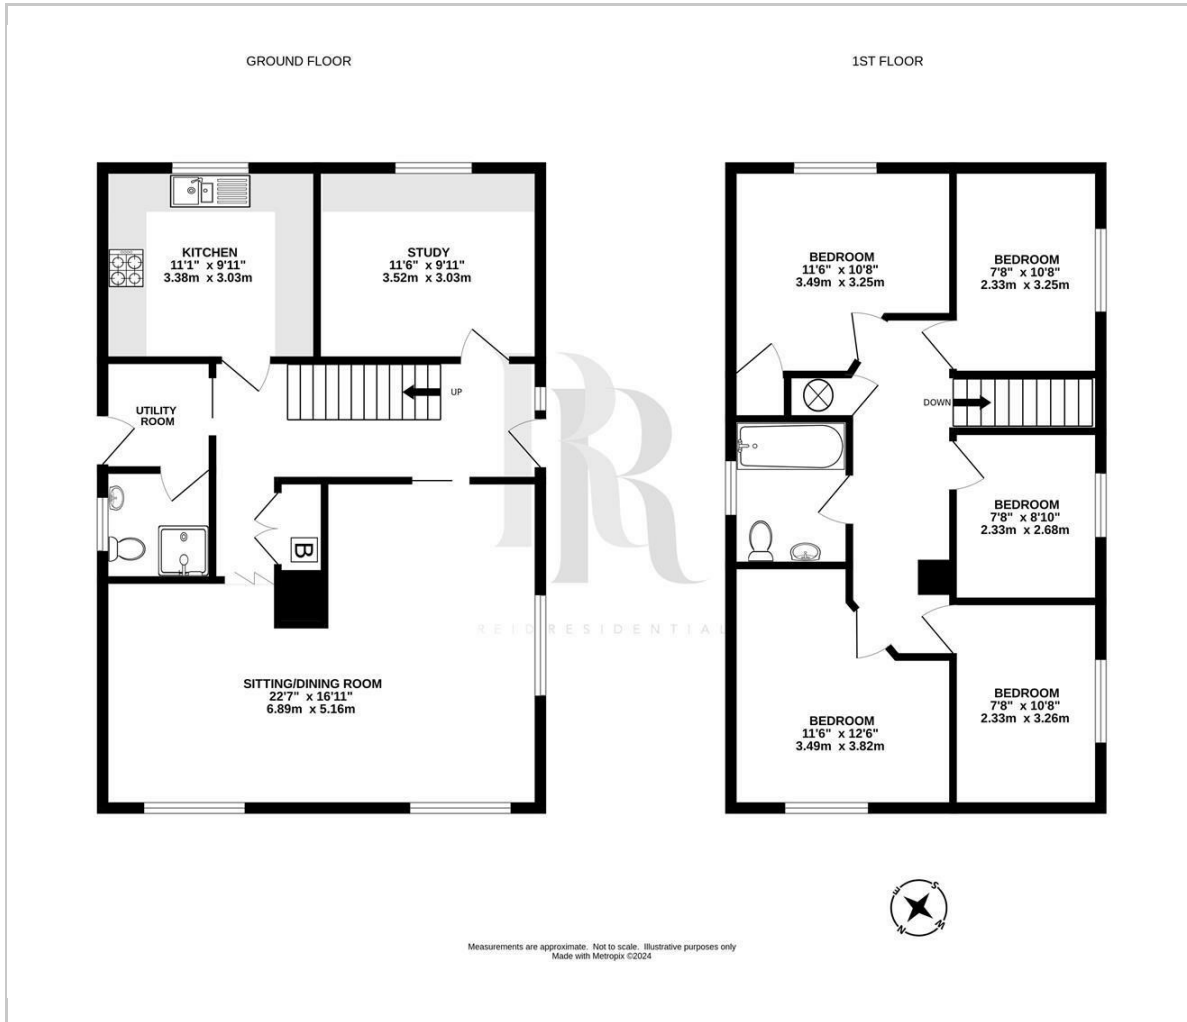 GROUND FLOOR
KITCHEN
11'1" x 9'11"
3.38m x 3.03m
STUDY
11'6" x 9'11"
3.52m x 3.03m
UP
UTILITY
ROOM
B
SITTING/DINING ROOM
22'7" x 16'11"
6.89m x 5.16m
REID RESIDENTIAL
1ST FLOOR
BEDROOM
11'6" x 10'8"
3.49m x 3.25m
BEDROOM
7'8" x 10'8"
2.33m x 3.25m
DOWN
BEDROOM
7'8" x 8'10"
2.33m x 2.68m
BEDROOM
11'6" x 12'6"
3.49m x 3.82m
BEDROOM
7'8" x 10'8"
2.33m x 3.26m
E S
N W
Measurements are approximate. Not to scale. Illustrative purposes only
Made with Metropix ©2024